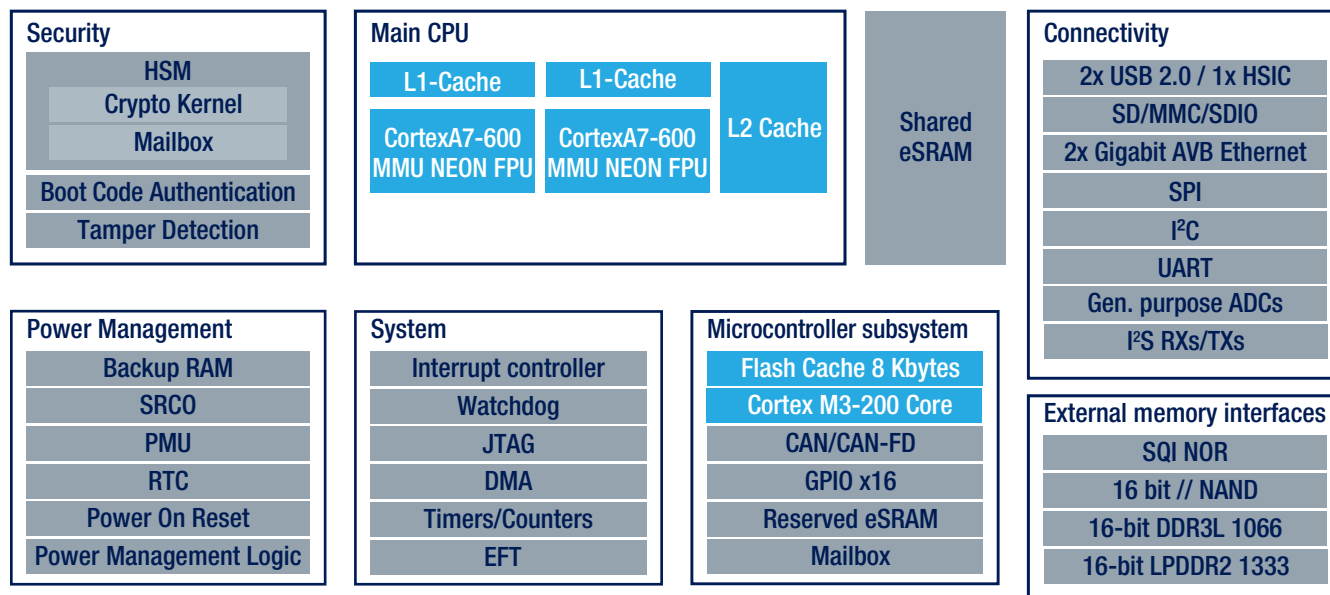 Security
HSM
Crypto Kernel
Mailbox
Boot Code Authentication
Tamper Detection
Main CPU
L1-Cache
L1-Cache
CortexA7-600
MMU NEON FPU
CortexA7-600
MMU NEON FPU
L2 Cache
Shared
eSRAM
Connectivity
2x USB 2.0 / 1x HSIC
SD/MMC/SDIO
2x Gigabit AVB Ethernet
SPI
I²C
UART
Gen. purpose ADCs
I²S RXs/TXs
Power Management
Backup RAM
SRCO
PMU
RTC
Power On Reset
Power Management Logic
System
Interrupt controller
Watchdog
JTAG
DMA
Timers/Counters
EFT
Microcontroller subsystem
Flash Cache 8 Kbytes
Cortex M3-200 Core
CAN/CAN-FD
GPIO x16
Reserved eSRAM
Mailbox
External memory interfaces
SQI NOR
16 bit // NAND
16-bit DDR3L 1066
16-bit LPDDR2 1333